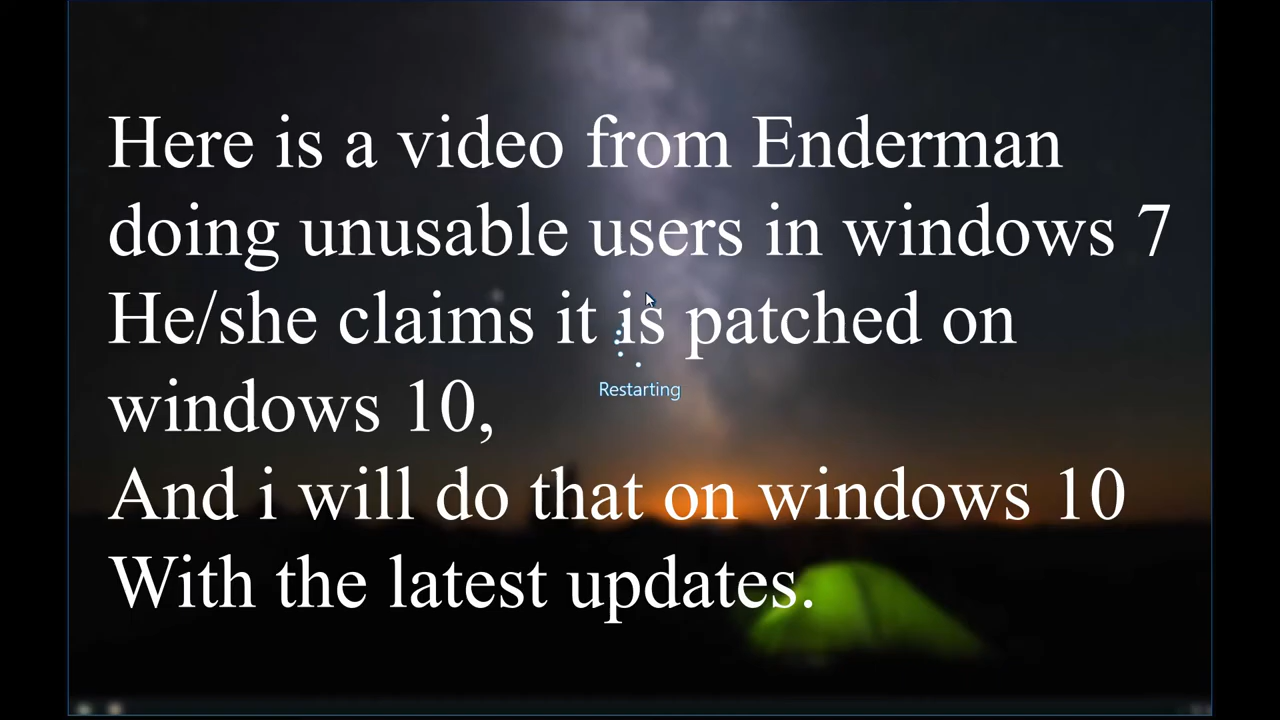 Here is a video from Enderman
doing unusable users in windows 7
He/she claims it is patched on
Restarting
windows 10,
And i will do that on windows 10
With the latest updates.